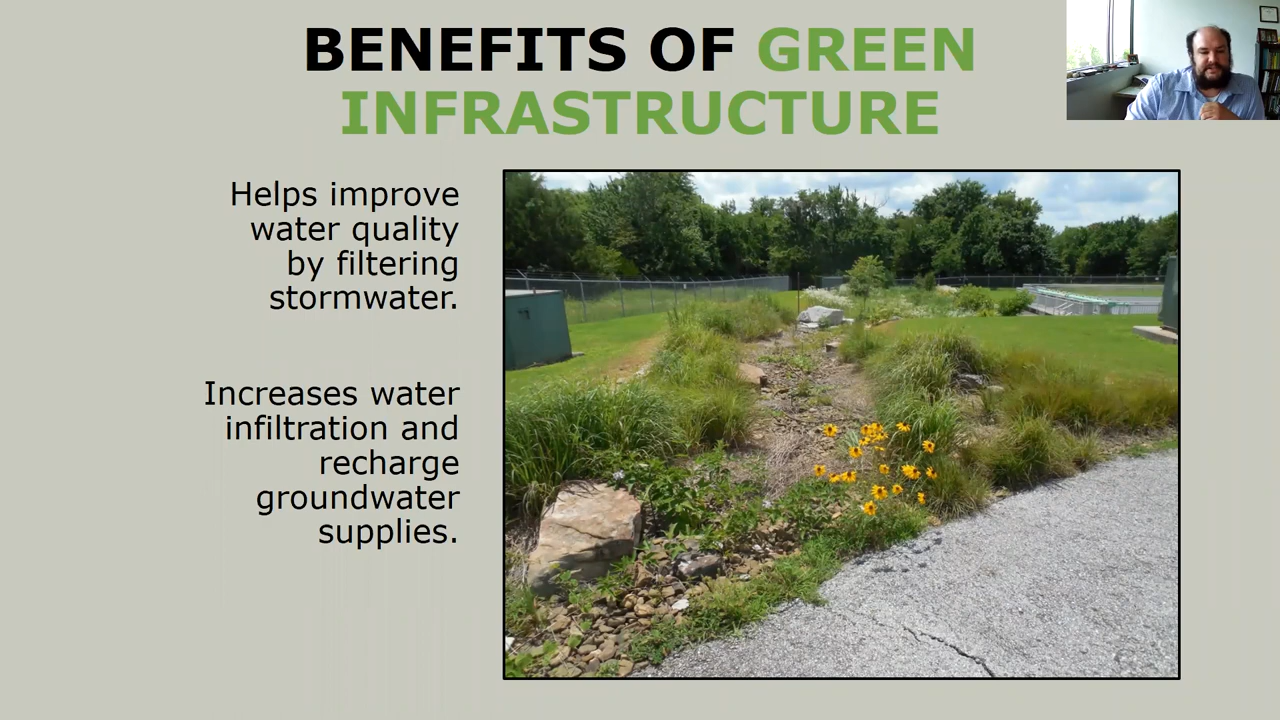 BENEFITS OF GREEN
INFRASTRUCTURE
Helps improve
water quality
by filtering
stormwater.
Increases water
infiltration and
recharge
groundwater
supplies.